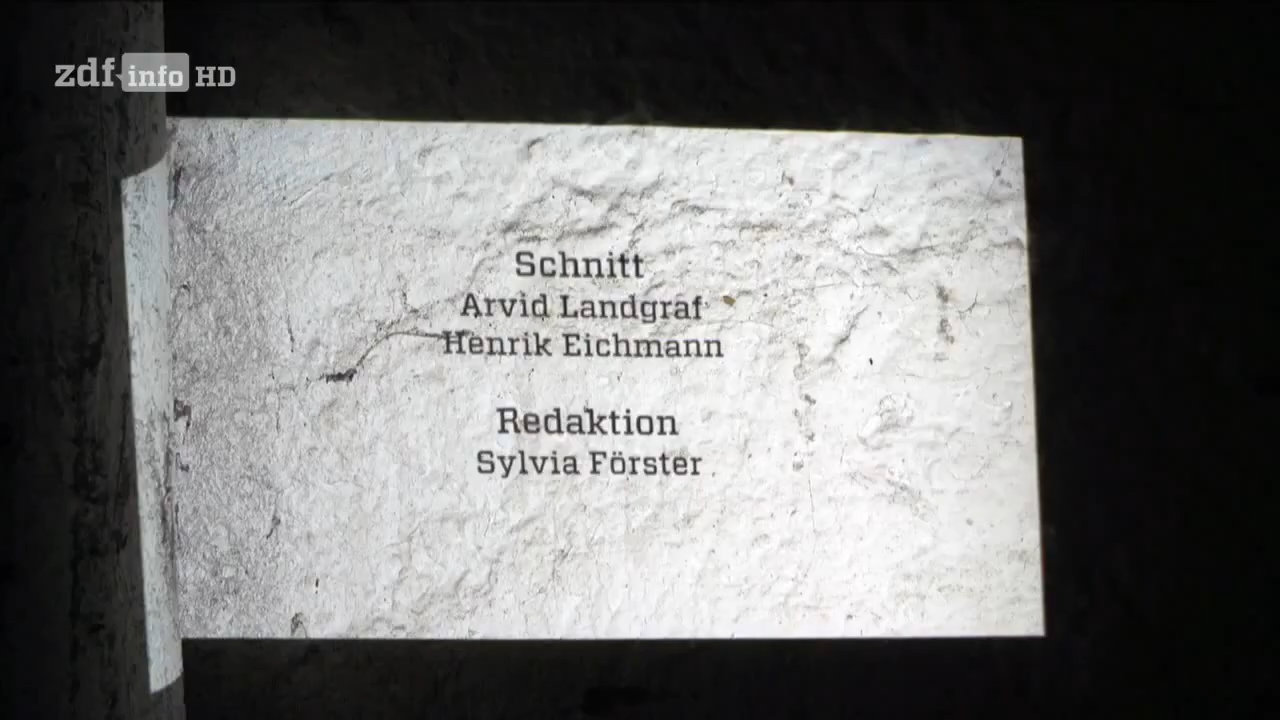 zdf info HD
Schnitt
Arvid Landgraf
Henrik Eichmann
Redaktion
Sylvia Förster